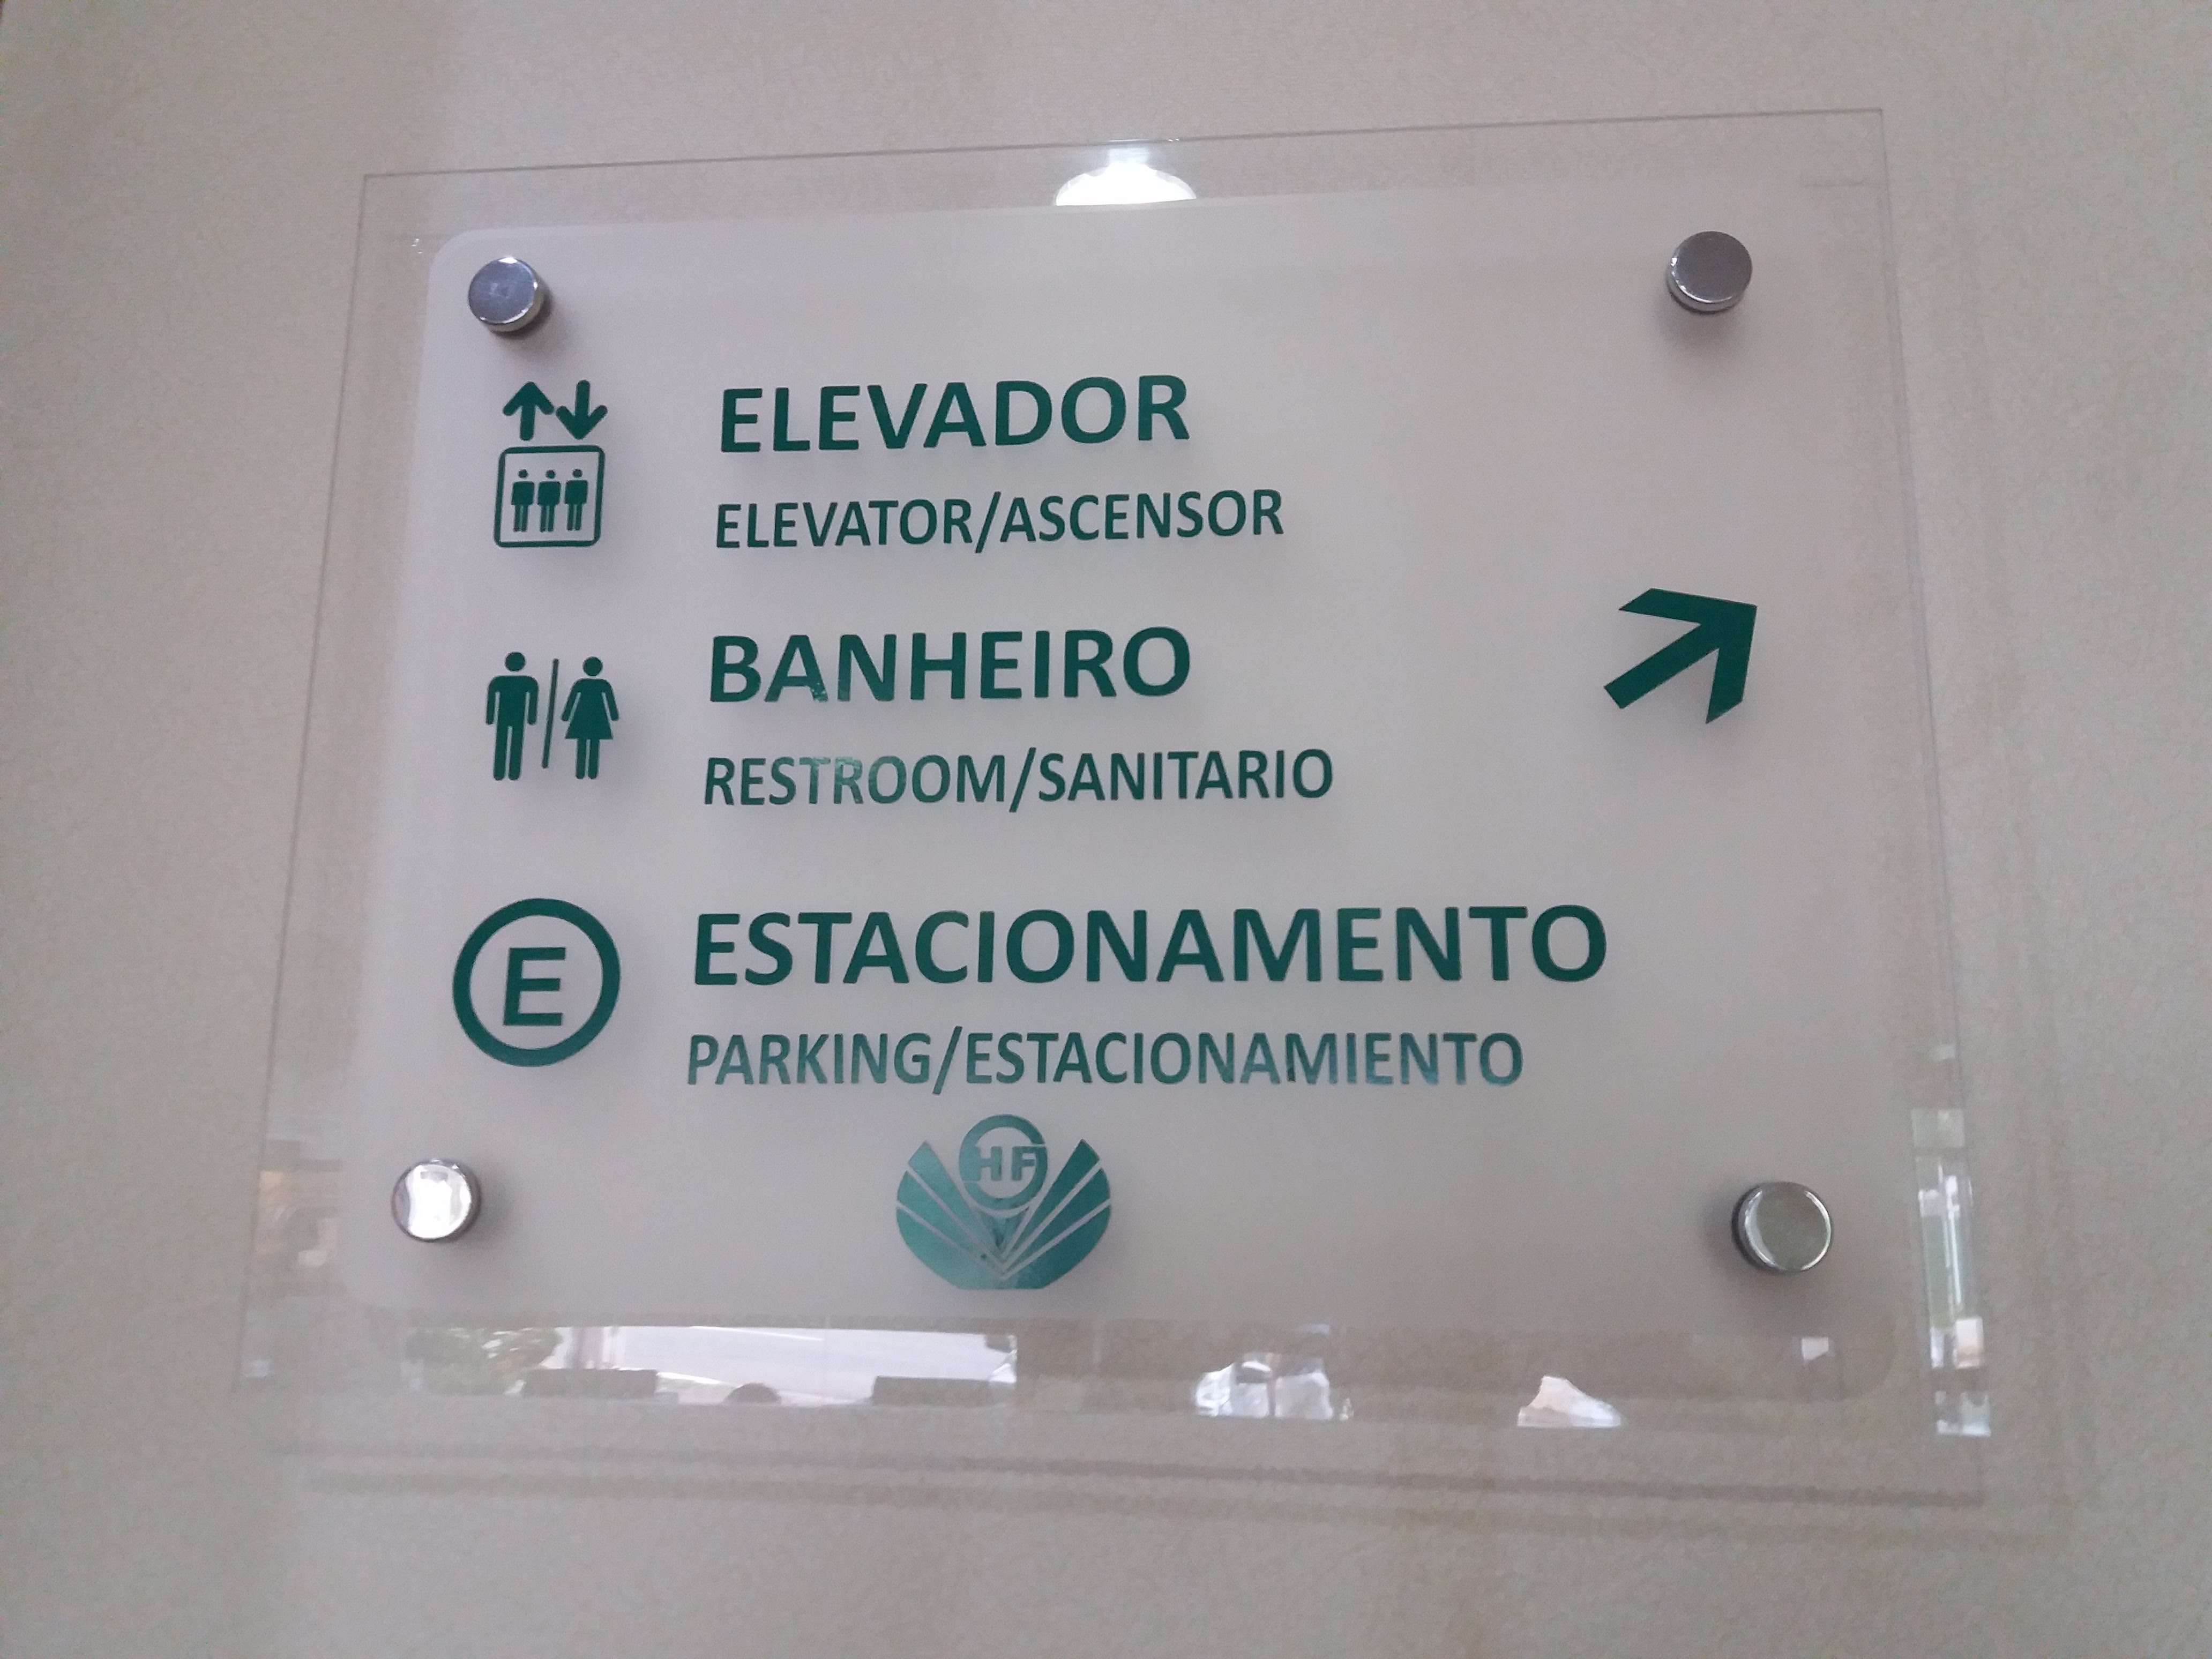 ELEVADOR
ELEVATOR/ASCENSOR
BANHEIRO
RESTROOM/SANITARIO
E
ESTACIONAMENTO
PARKING/ESTACIONAMIENTO
HF